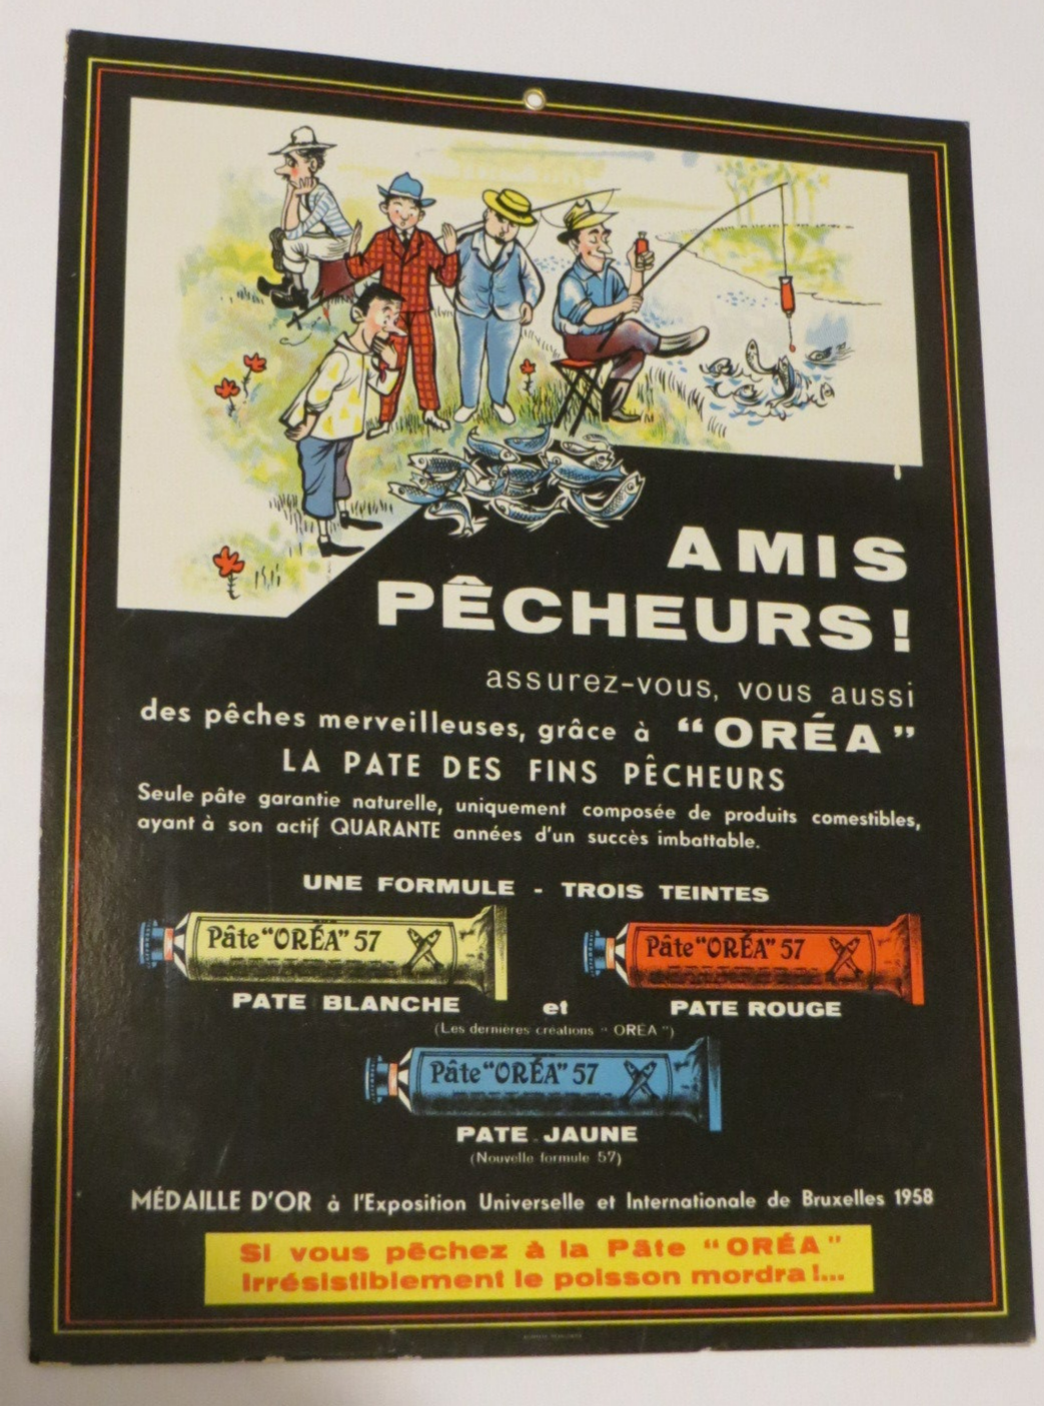 AMIS
PÊCHEURS !
assurez-vous, vous aussi
des pêches merveilleuses, grâce à “ORÉA”
LA PATE DES FINS PÊCHEURS
Seule pâte garantie naturelle, uniquement composée de produits comestibles,
ayant à son actif QUARANTE années d'un succès imbattable.
UNE FORMULE - TROIS TEINTES
Pâte “ORÉA” 57
Pâte “ORÉA” 57
PATE BLANCHE et PATE ROUGE
(Les dernières créations “ORÉA”)
Pâte “ORÉA” 57
PATE JAUNE
(Nouvelle formule 57)
MÉDAILLE D'OR à l'Exposition Universelle et Internationale de Bruxelles 1958
Si vous pêchez à la Pâte “ORÉA”
Irrésistiblement le poisson mordra !...